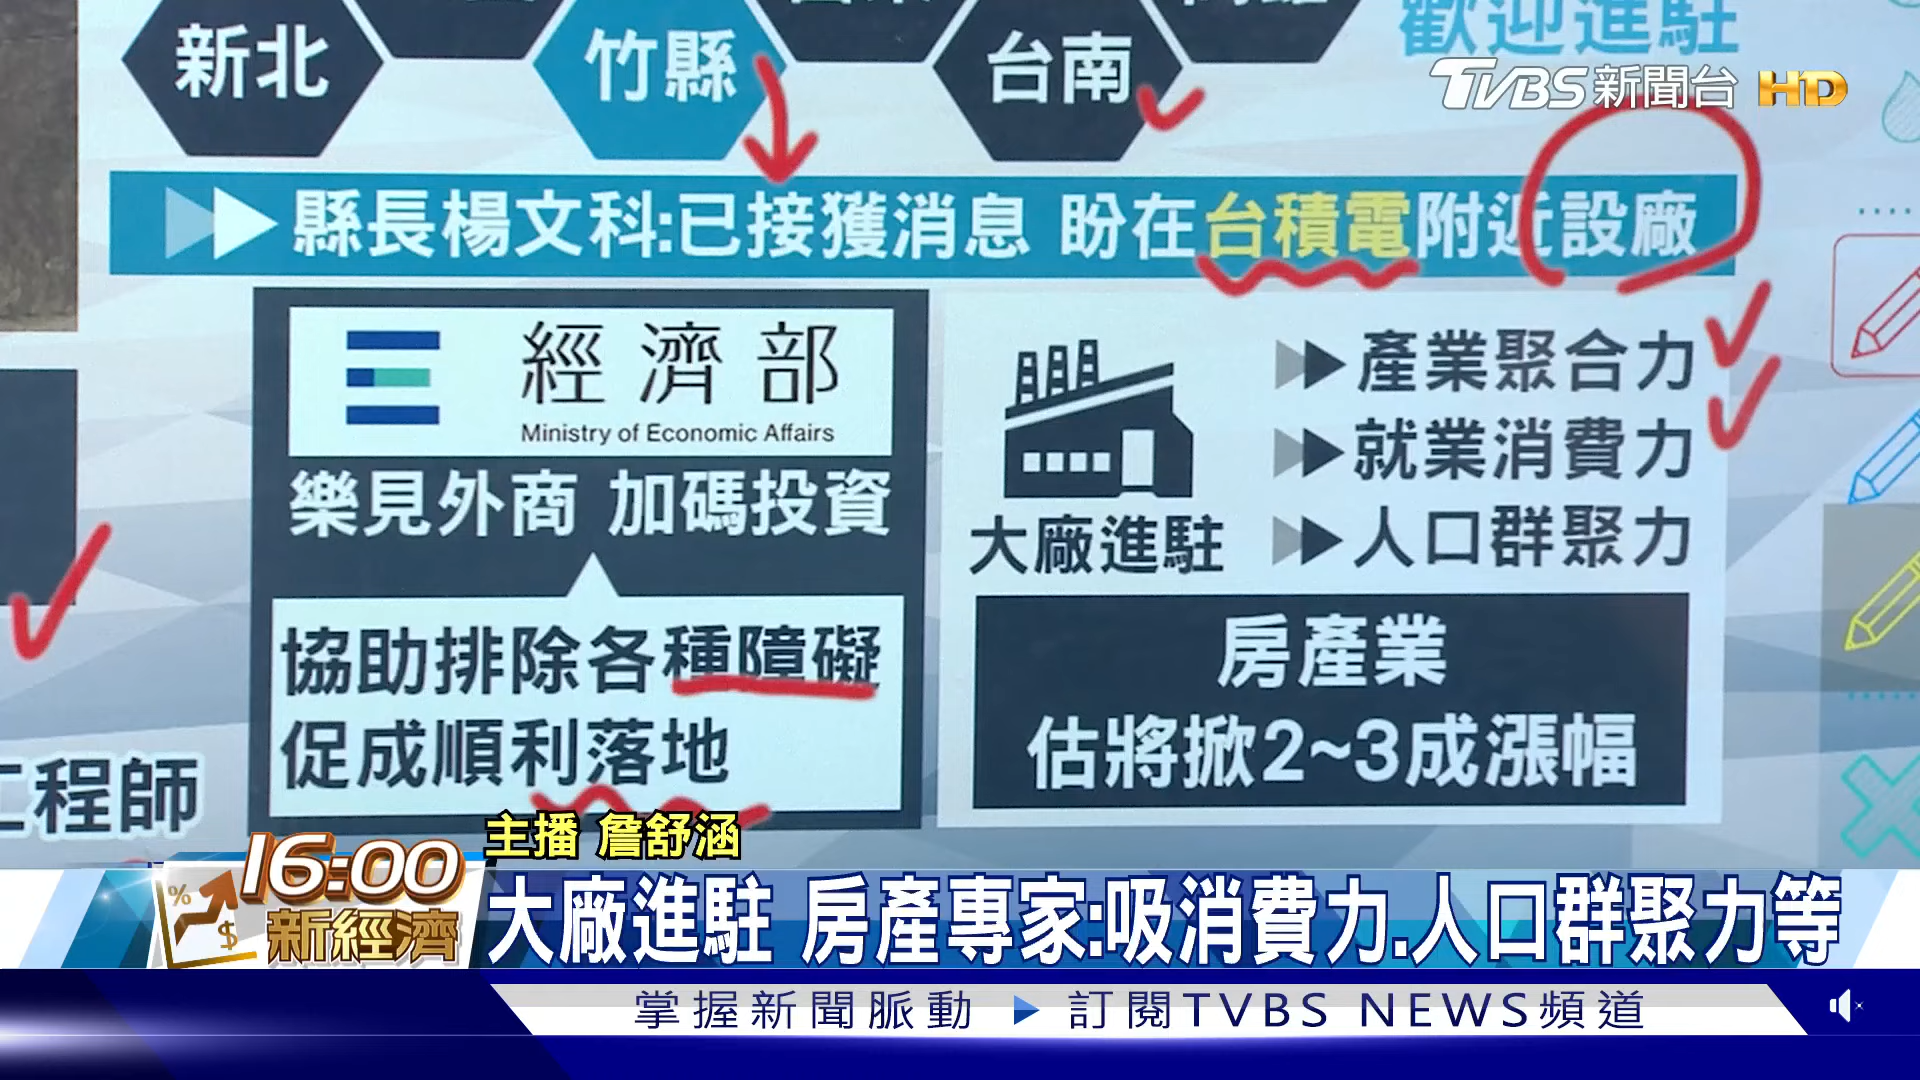 歡迎進駐
新北
竹縣
台南
TVBS新聞台 HD
縣長楊文科:已接獲消息 盼在台積電附近設廠
經濟部
Ministry of Economic Affairs
樂見外商 加碼投資
協助排除各種障礙
促成順利落地
產業聚合力
就業消費力
人口群聚力
大廠進駐
房產業
估將掀2~3成漲幅
工程師
主播 詹舒涵
16:00
新經濟
大廠進駐 房產專家:吸消費力.人口群聚力等
掌握新聞脈動 ▶ 訂閱TVBS NEWS頻道